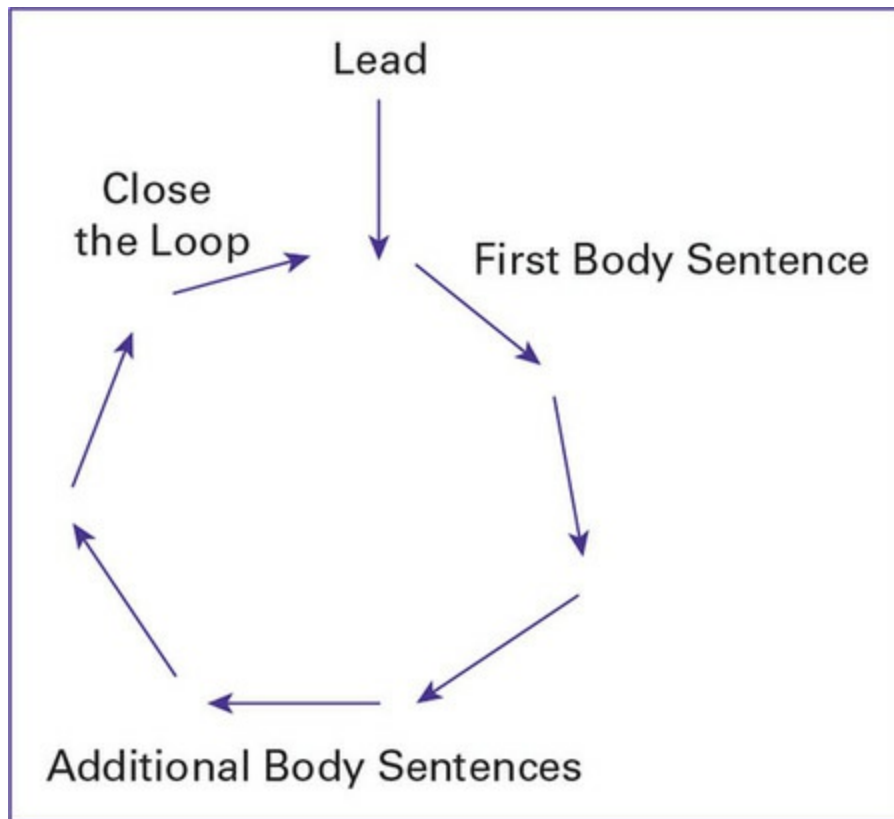 Lead
Close
the Loop
First Body Sentence
Additional Body Sentences